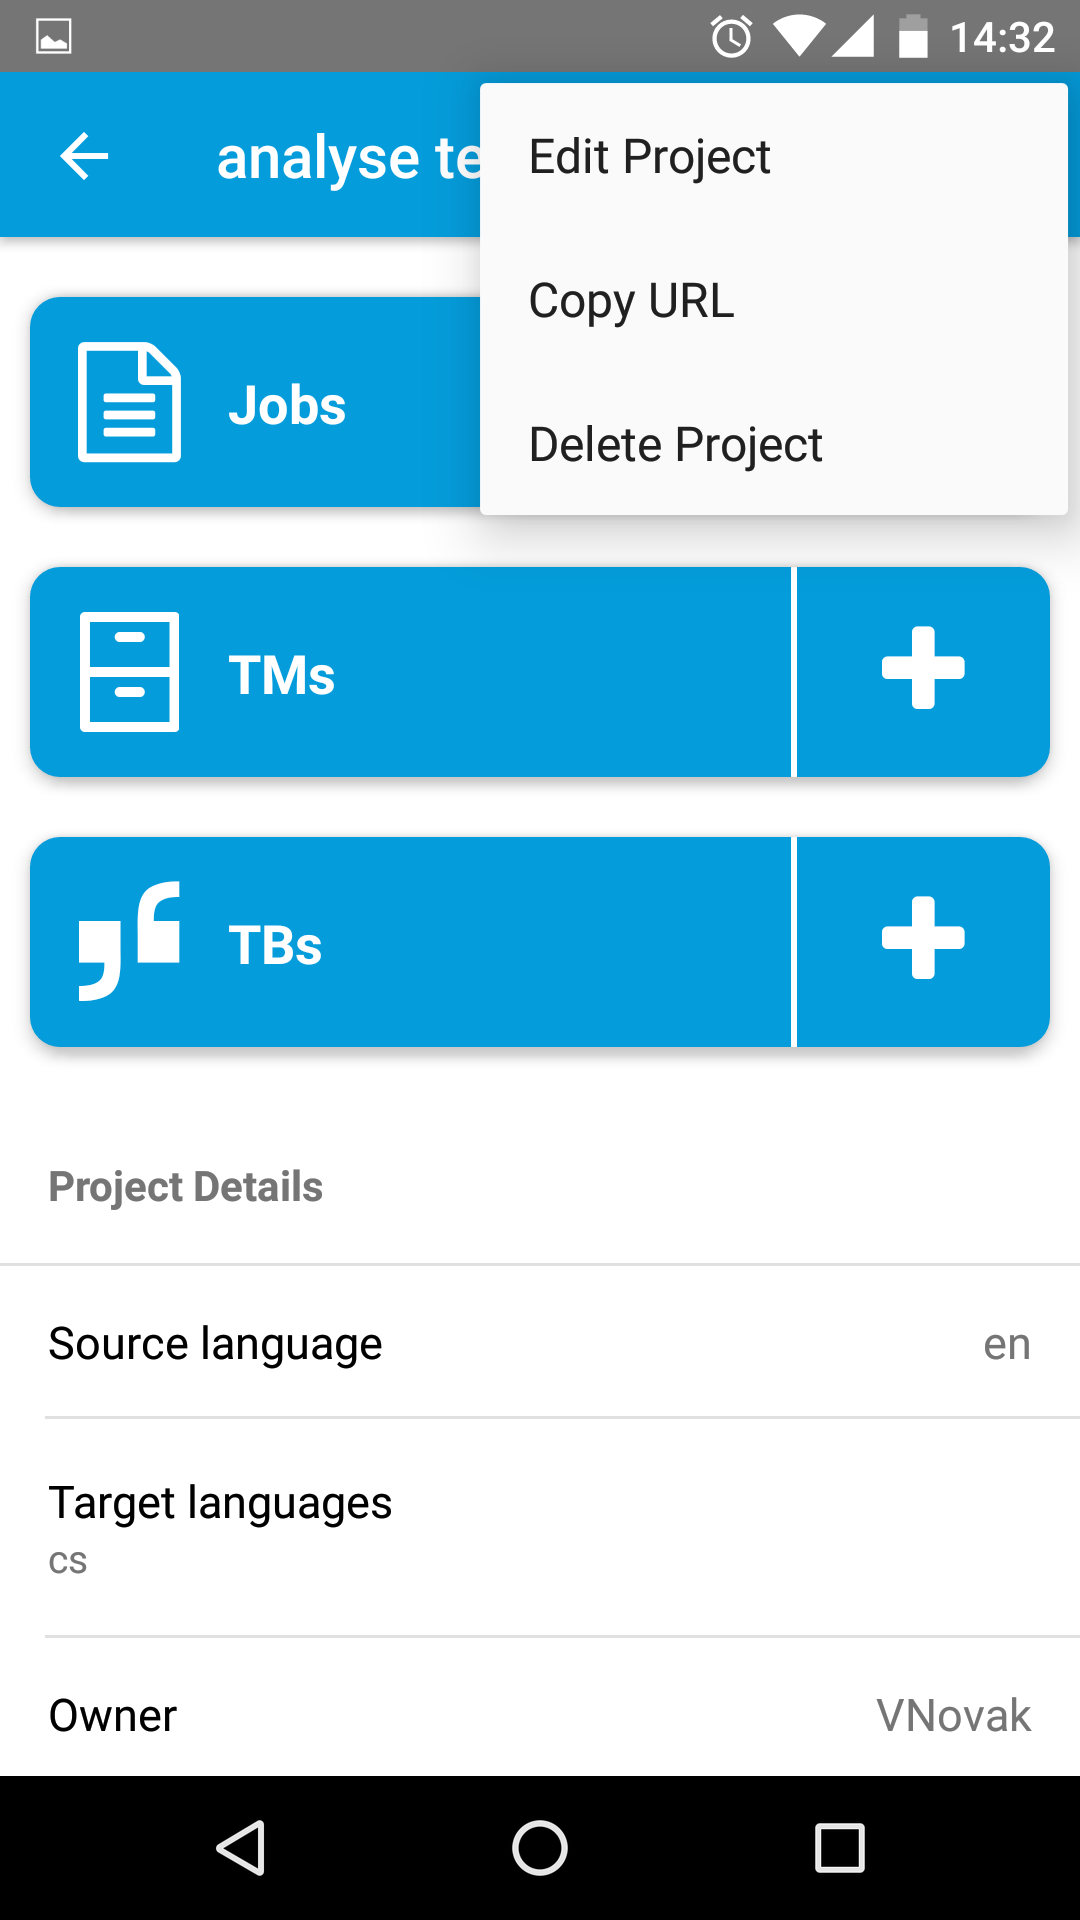 14:32
analyse te
Edit Project
Copy URL
Delete Project
Jobs
TMs
TBs
Project Details
Source language en
Target languages
cs
Owner VNovak